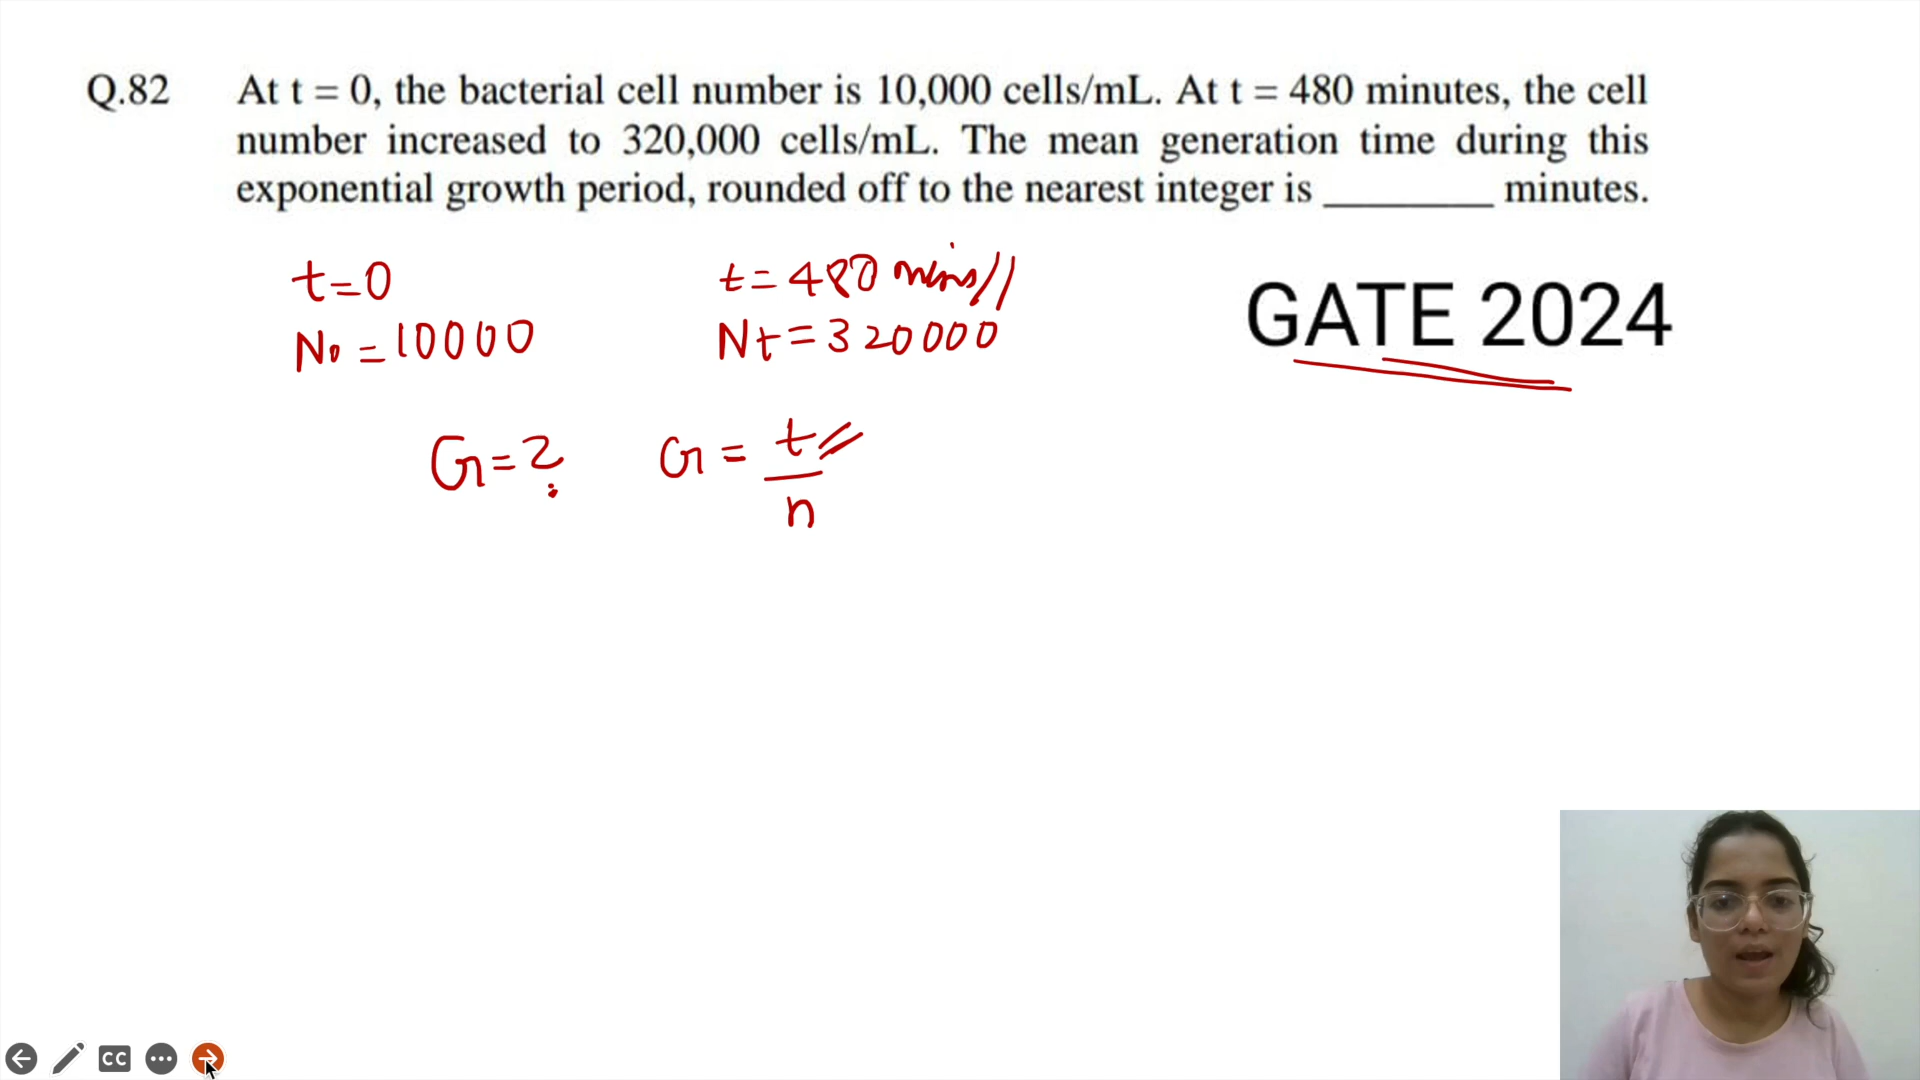 Q.82 At t = 0, the bacterial cell number is 10,000 cells/mL. At t = 480 minutes, the cell
number increased to 320,000 cells/mL. The mean generation time during this
exponential growth period, rounded off to the nearest integer is ________ minutes.
t=0 t=480 mins//
N0=10000 Nt=320000
GATE 2024
G=? G = t
n
CC